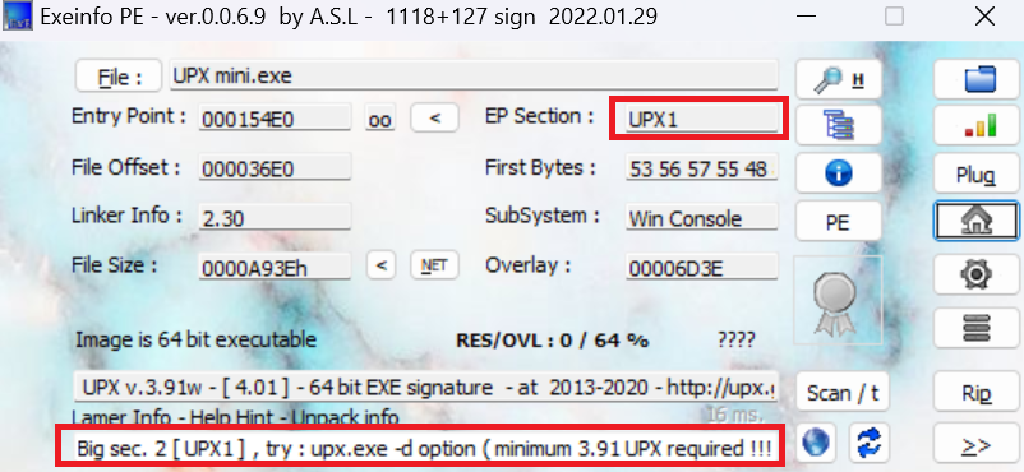 Exeinfo PE - ver.0.0.6.9 by A.S.L - 1118+127 sign 2022.01.29
File : UPX mini.exe H
Entry Point : 000154E0 oo < EP Section : UPX1
File Offset : 000036E0 First Bytes : 53 56 57 55 48 Plug
Linker Info : 2.30 SubSystem : Win Console PE
File Size : 0000A93Eh < NET Overlay : 00006D3E
Image is 64 bit executable RES/OVL : 0 / 64 % ????
UPX v.3.91w - [ 4.01 ] - 64 bit EXE signature - at 2013-2020 - http://upx. Scan / t Rip
Lamer Info - Help Hint - Unpack info 16 ms.
Big sec. 2 [ UPX1 ] , try : upx.exe -d option ( minimum 3.91 UPX required !!! >>